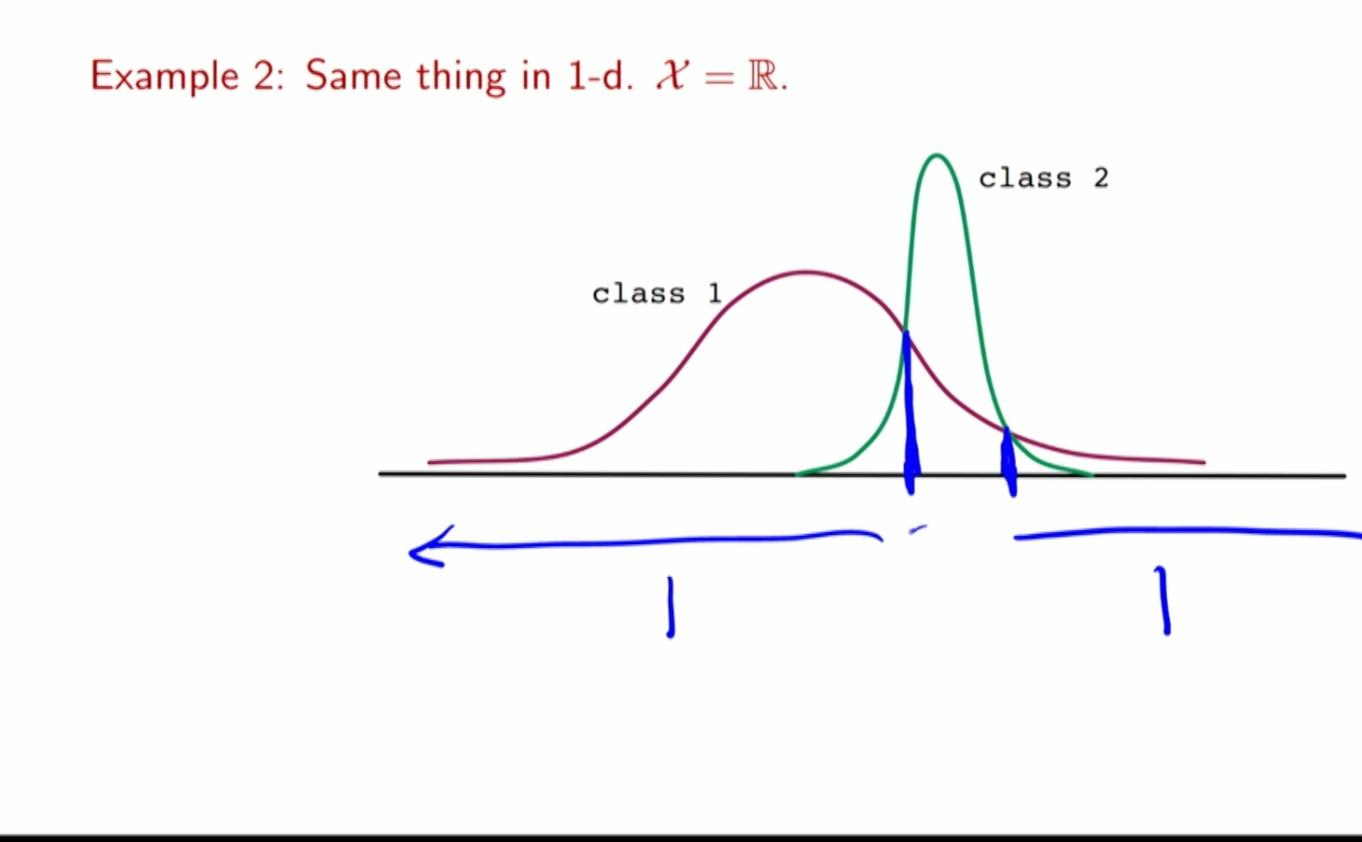 Example 2: Same thing in 1-d. 𝒳 = ℝ.
class 2
class 1
1 1